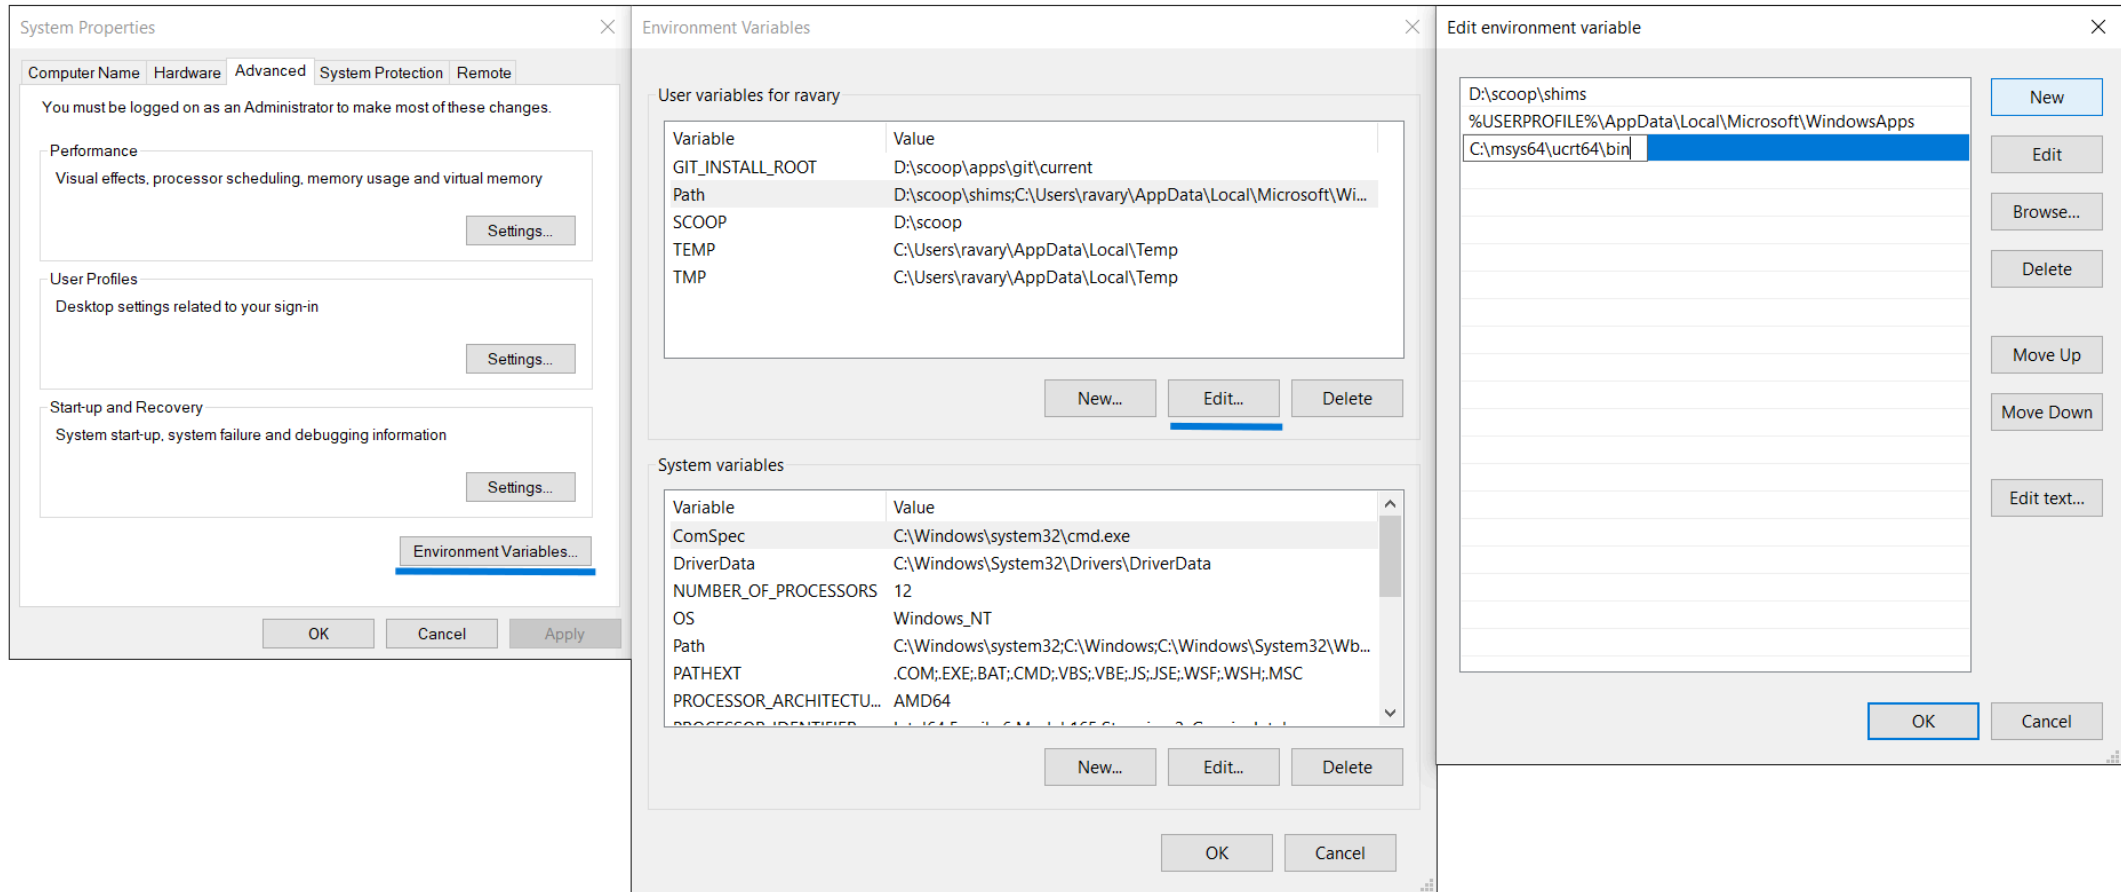 System Properties
Computer Name Hardware Advanced System Protection Remote
You must be logged on as an Administrator to make most of these changes.
Performance
Visual effects, processor scheduling, memory usage and virtual memory
Settings...
User Profiles
Desktop settings related to your sign-in
Settings...
Start-up and Recovery
System start-up, system failure and debugging information
Settings...
Environment Variables...
OK Cancel Apply
Environment Variables
User variables for ravary
Variable Value
GIT_INSTALL_ROOT D:\scoop\apps\git\current
Path D:\scoop\shims;C:\Users\ravary\AppData\Local\Microsoft\Wi...
SCOOP D:\scoop
TEMP C:\Users\ravary\AppData\Local\Temp
TMP C:\Users\ravary\AppData\Local\Temp
New... Edit... Delete
System variables
Variable Value
ComSpec C:\Windows\system32\cmd.exe
DriverData C:\Windows\System32\Drivers\DriverData
NUMBER_OF_PROCESSORS 12
OS Windows_NT
Path C:\Windows\system32;C:\Windows;C:\Windows\System32\Wb...
PATHEXT .COM;.EXE;.BAT;.CMD;.VBS;.VBE;.JS;.JSE;.WSF;.WSH;.MSC
PROCESSOR_ARCHITECTU... AMD64
New... Edit... Delete
OK Cancel
Edit environment variable
D:\scoop\shims
%USERPROFILE%\AppData\Local\Microsoft\WindowsApps
C:\msys64\ucrt64\bin
New
Edit
Browse...
Delete
Move Up
Move Down
Edit text...
OK Cancel